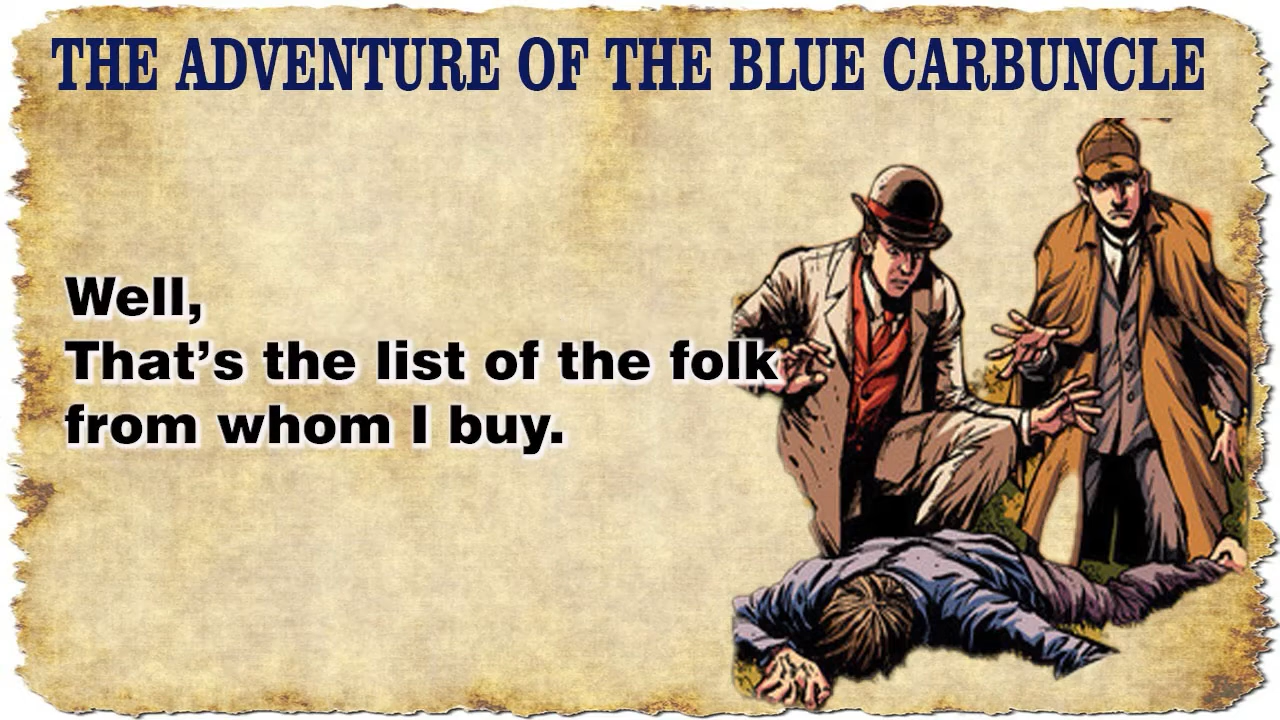 THE ADVENTURE OF THE BLUE CARBUNCLE
Well,
That’s the list of the folk
from whom I buy.